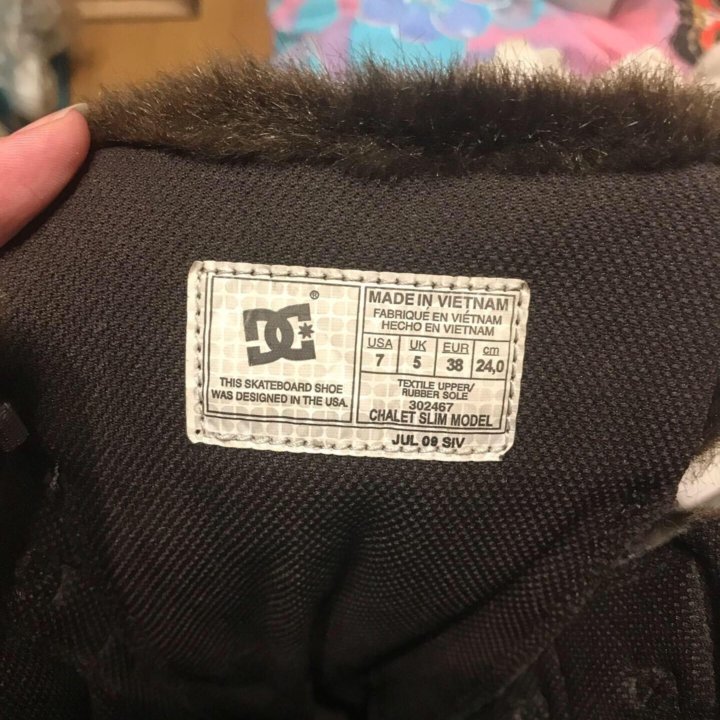 DC
®
THIS SKATEBOARD SHOE
WAS DESIGNED IN THE USA.
MADE IN VIETNAM
FABRIQUÉ EN VIÉTNAM
HECHO EN VIETNAM
USA UK EUR cm
7 5 38 24,0
TEXTILE UPPER/
RUBBER SOLE
302467
CHALET SLIM MODEL
JUL 09 SIV